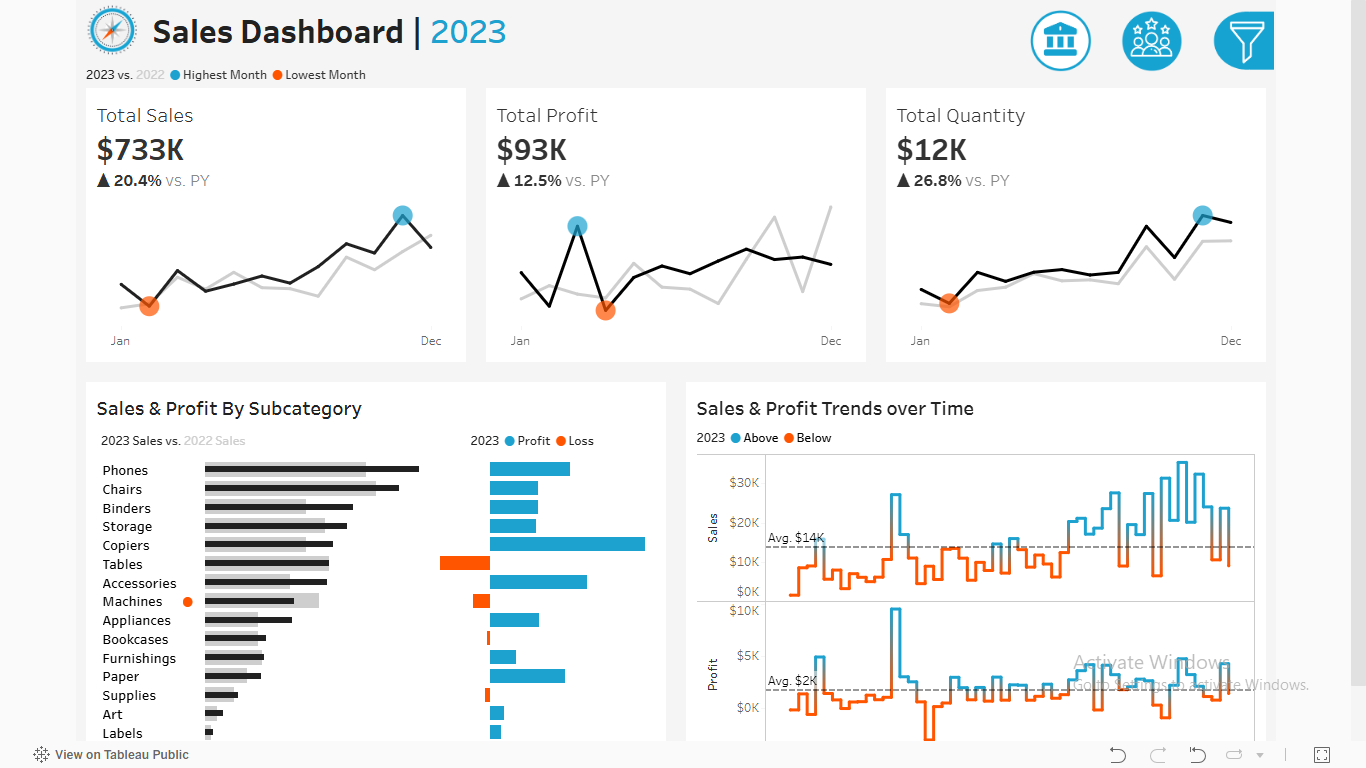 Sales Dashboard | 2023
2023 vs. 2022 Highest Month Lowest Month
Total Sales
$733K
▲ 20.4% vs. PY
Jan Dec
Total Profit
$93K
▲ 12.5% vs. PY
Jan Dec
Total Quantity
$12K
▲ 26.8% vs. PY
Jan Dec
Sales & Profit By Subcategory
2023 Sales vs. 2022 Sales
2023 Profit Loss
Phones
Chairs
Binders
Storage
Copiers
Tables
Accessories
Machines
Appliances
Bookcases
Furnishings
Paper
Supplies
Art
Labels
Sales & Profit Trends over Time
2023 Above Below
Sales
$30K
$20K
Avg. $14K
$10K
$0K
Profit
$10K
$5K
Avg. $2K
$0K
Activate Windows
Go to Settings to activate Windows.
View on Tableau Public